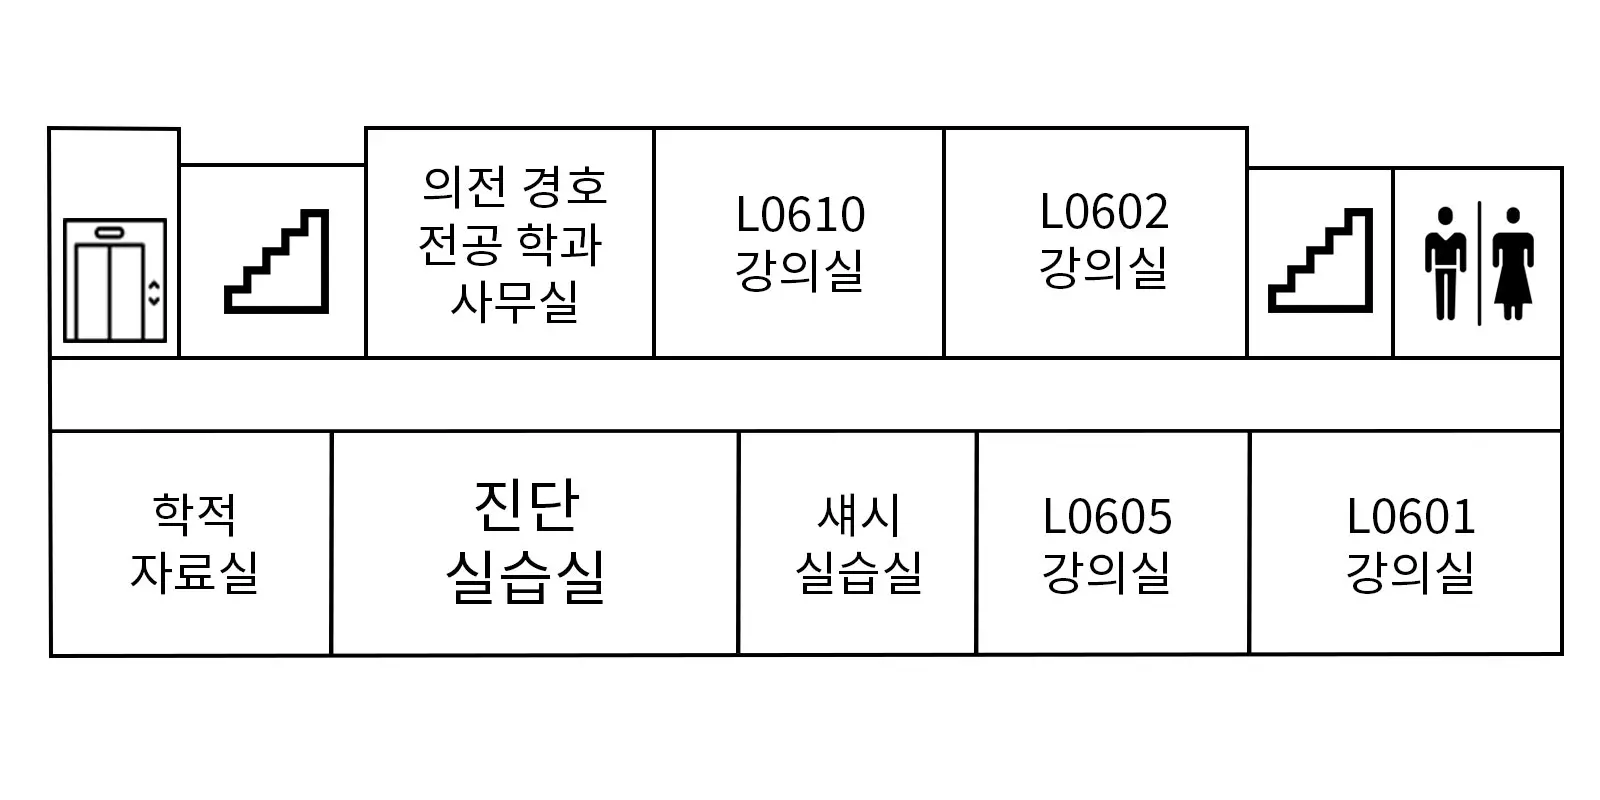 의전 경호
전공 학과
사무실
L0610
강의실
L0602
강의실
학적
자료실
진단
실습실
섀시
실습실
L0605
강의실
L0601
강의실